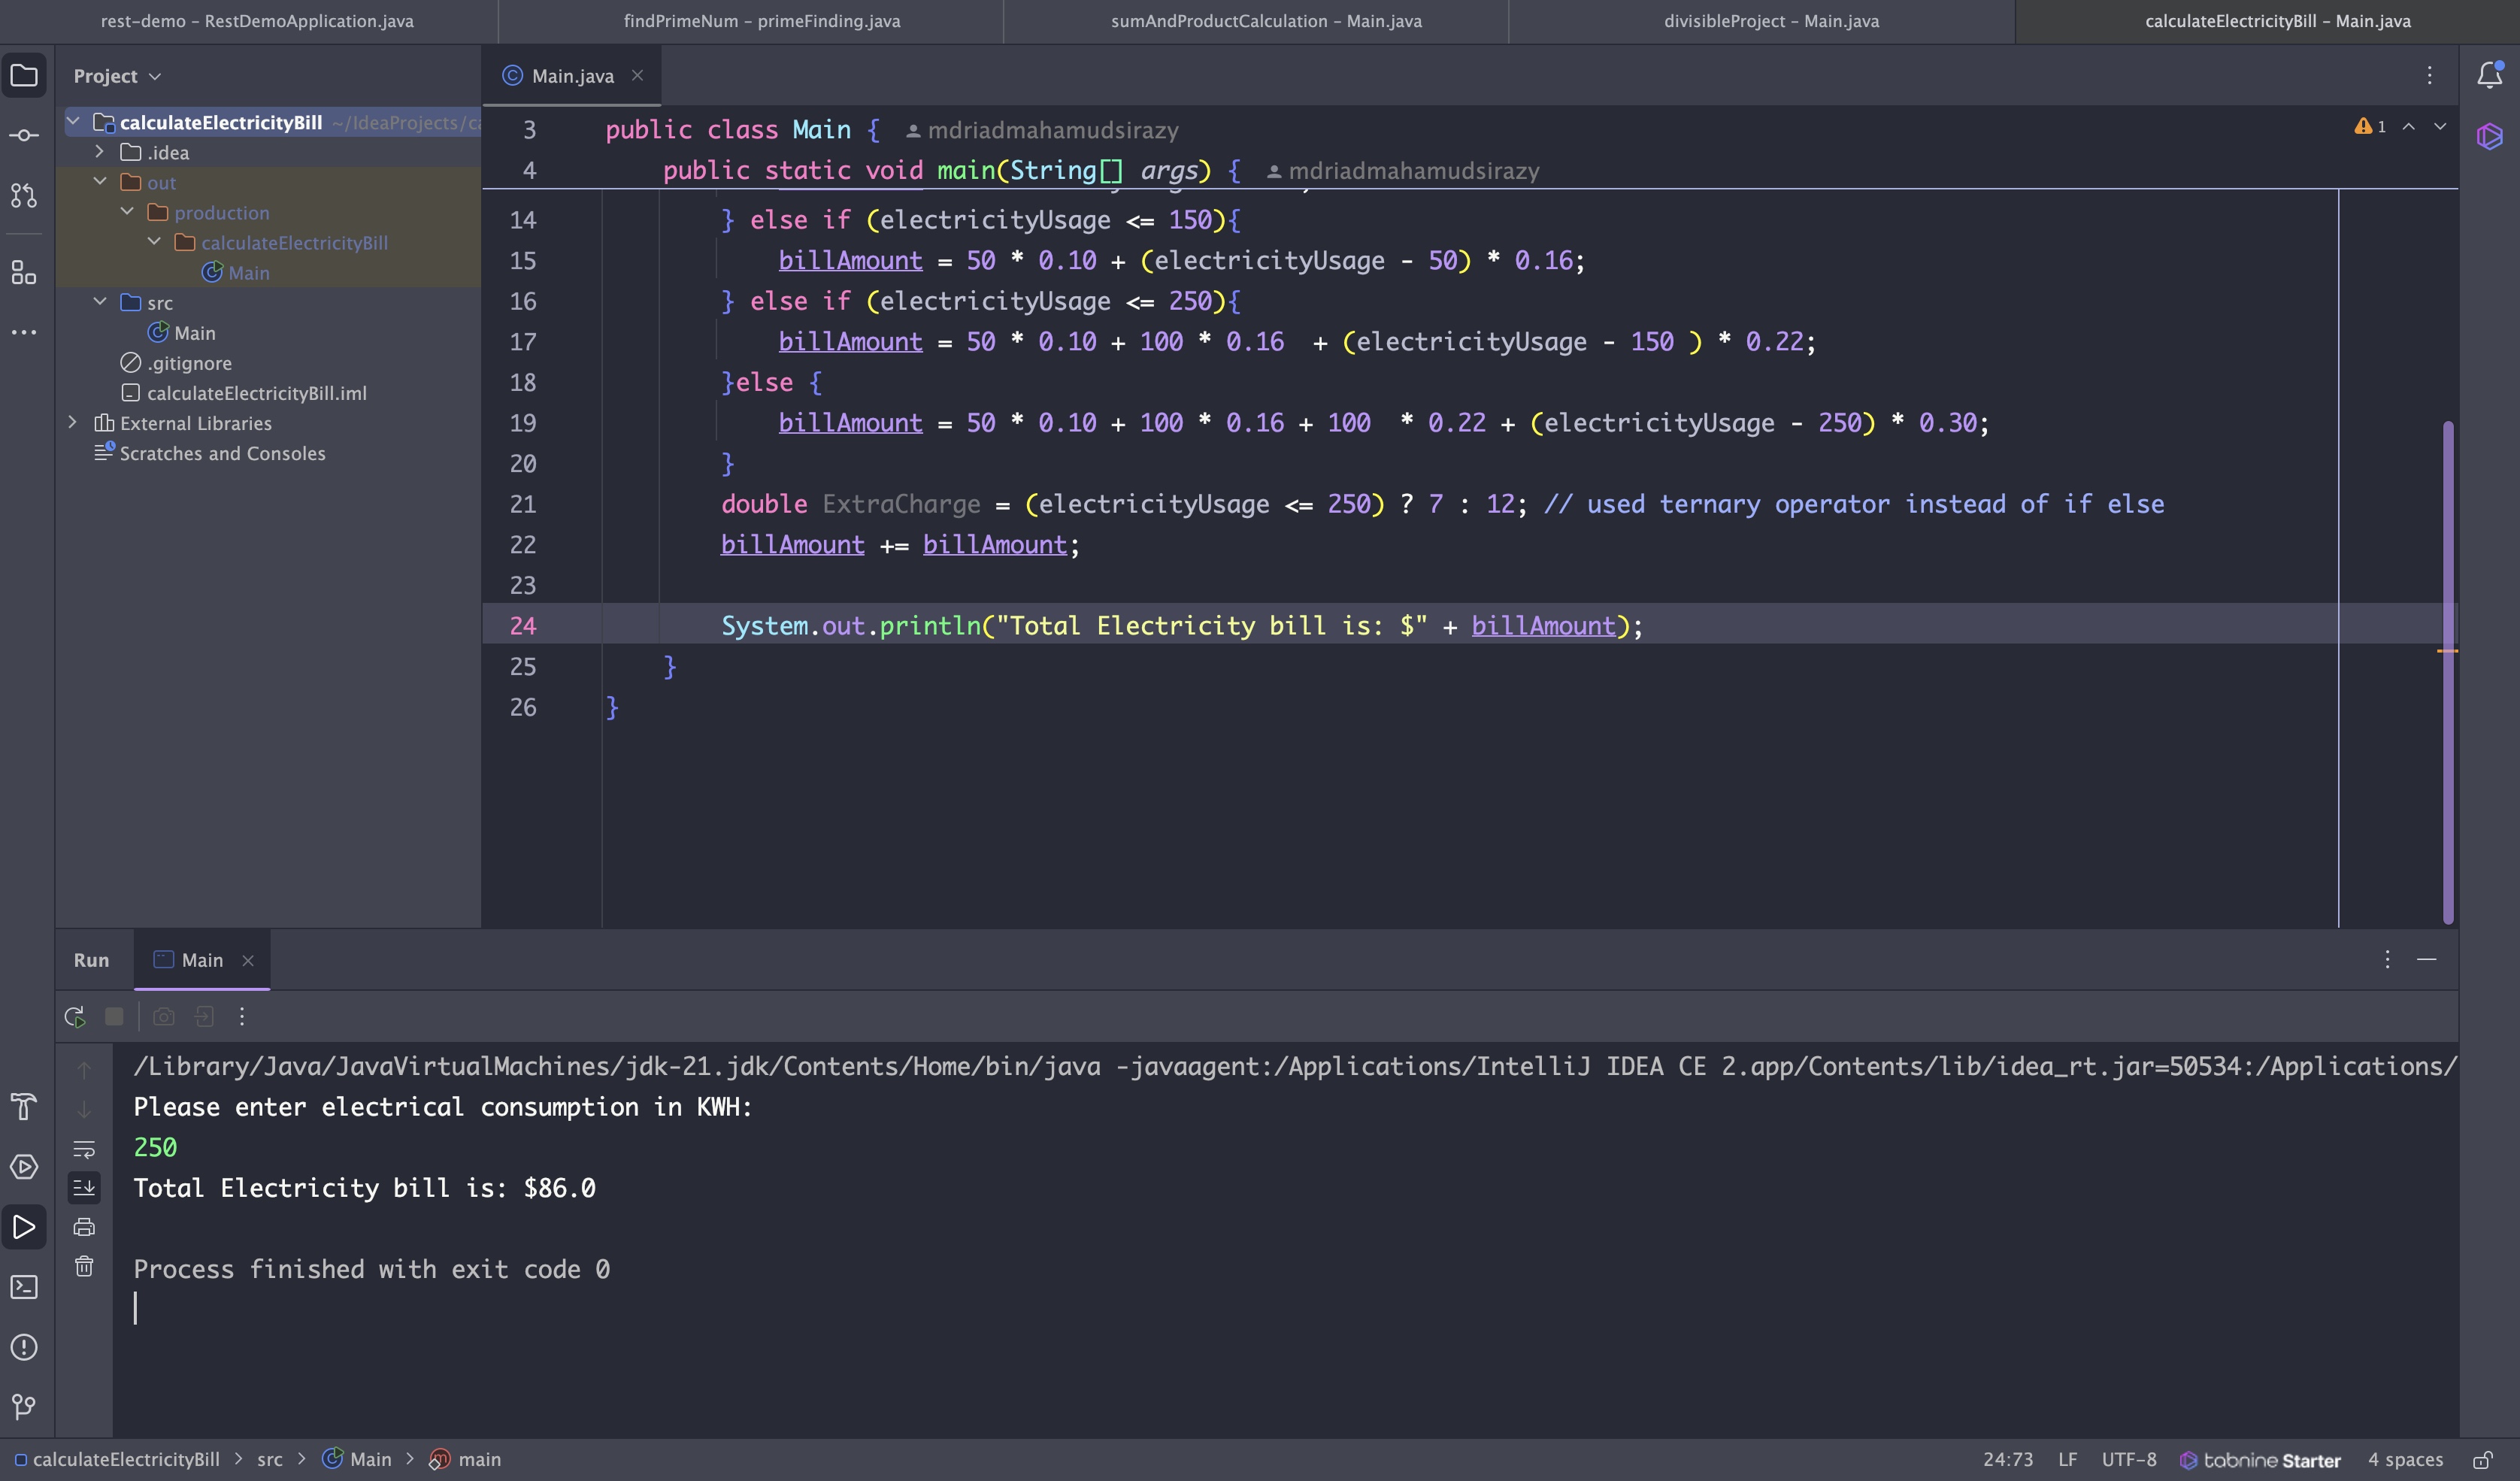 rest-demo – RestDemoApplication.java
findPrimeNum – primeFinding.java
sumAndProductCalculation – Main.java
divisibleProject – Main.java
calculateElectricityBill – Main.java
Project
Main.java
calculateElectricityBill ~/IdeaProjects/
.idea
out
production
calculateElectricityBill
Main
src
Main
.gitignore
calculateElectricityBill.iml
External Libraries
Scratches and Consoles
3 public class Main { mdriadmahamudsirazy
1
4 public static void main(String[] args) { mdriadmahamudsirazy
14 } else if (electricityUsage <= 150){
15 billAmount = 50 * 0.10 + (electricityUsage - 50) * 0.16;
16 } else if (electricityUsage <= 250){
17 billAmount = 50 * 0.10 + 100 * 0.16  + (electricityUsage - 150 ) * 0.22;
18 }else {
19 billAmount = 50 * 0.10 + 100 * 0.16 + 100  * 0.22 + (electricityUsage - 250) * 0.30;
20 }
21 double ExtraCharge = (electricityUsage <= 250) ? 7 : 12; // used ternary operator instead of if else
22 billAmount += billAmount;
23
24 System.out.println("Total Electricity bill is: $" + billAmount);
25 }
26 }
Run
Main
/Library/Java/JavaVirtualMachines/jdk-21.jdk/Contents/Home/bin/java -javaagent:/Applications/IntelliJ IDEA CE 2.app/Contents/lib/idea_rt.jar=50534:/Applications/
Please enter electrical consumption in KWH:
250
Total Electricity bill is: $86.0
Process finished with exit code 0
calculateElectricityBill > src > Main > main
24:73 LF UTF-8 tabnine Starter 4 spaces